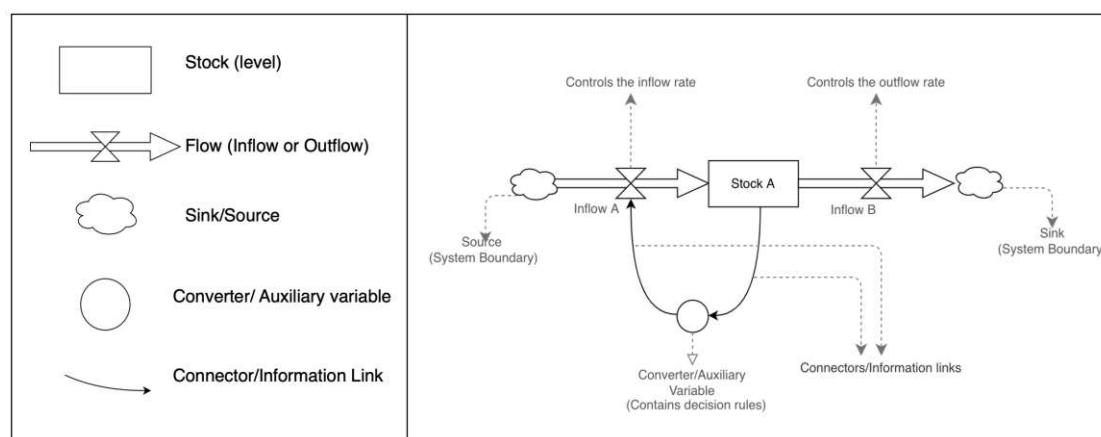 Stock (level)
Flow (Inflow or Outflow)
Sink/Source
Converter/ Auxiliary variable
Connector/Information Link
Controls the inflow rate
Controls the outflow rate
Stock A
Inflow A
Inflow B
Source
(System Boundary)
Sink
(System Boundary
Connectors/Information links
Converter/Auxiliary
Variable
(Contains decision rules)